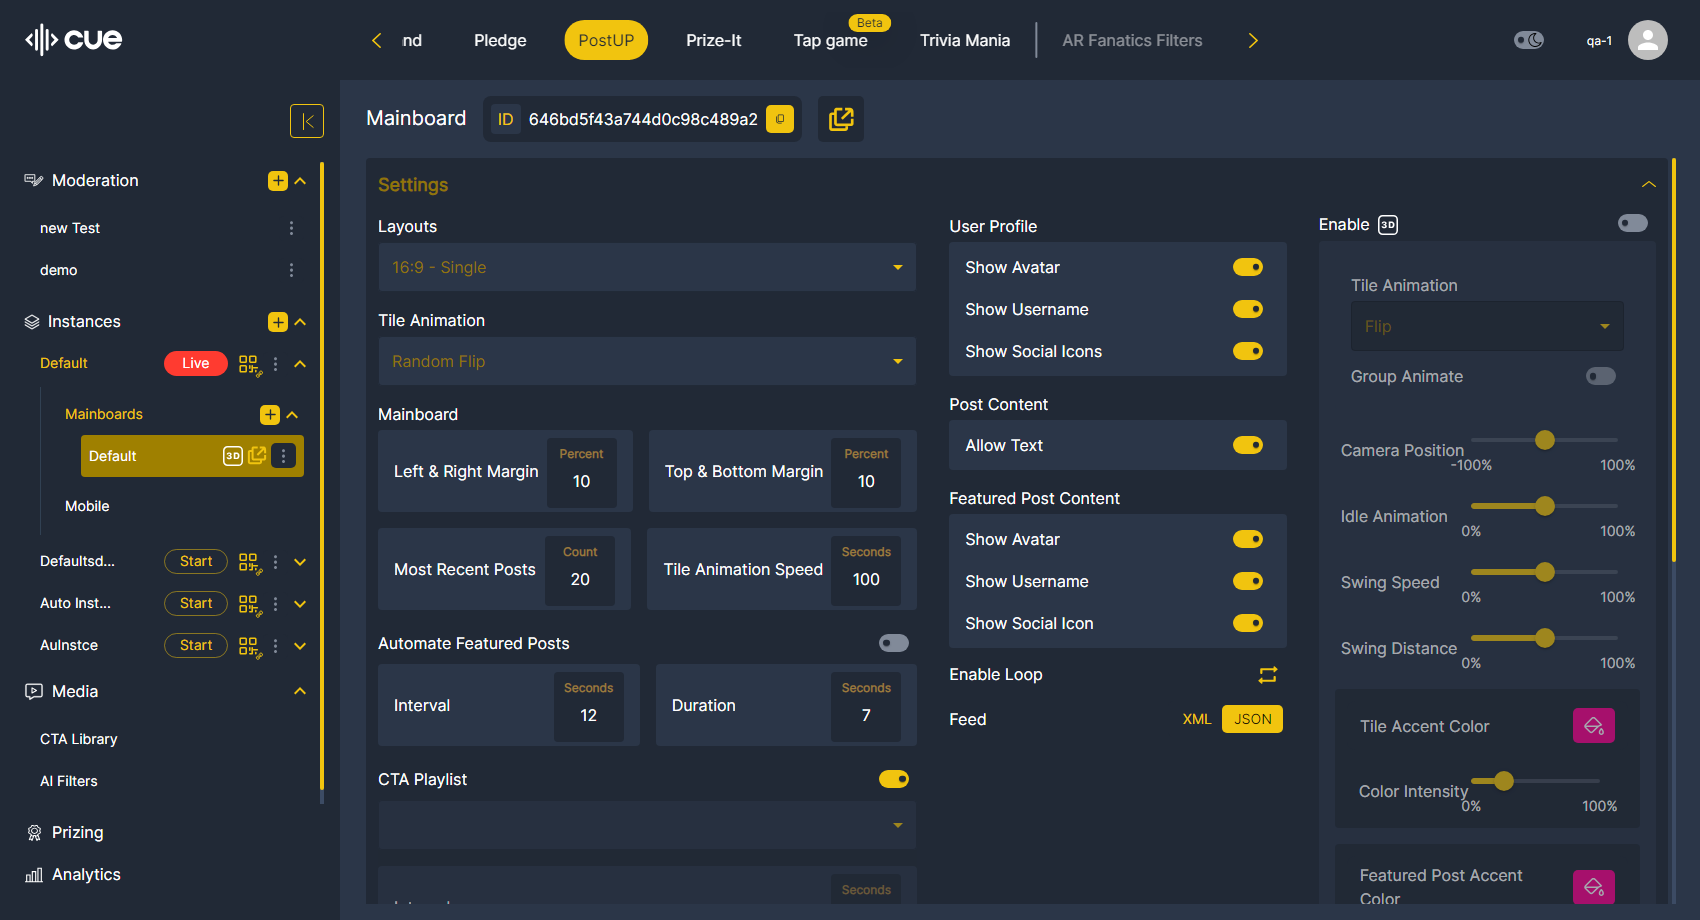 cue
nd
Pledge
PostUP
Prize-It
Tap game
Beta
Trivia Mania
AR Fanatics Filters
qa-1
Mainboard
ID
646bd5f43a744d0c98c489a2
Moderation
new Test
demo
Instances
Default
Live
Mainboards
Default
3D
Mobile
Defaultsd...
Start
Auto Inst...
Start
AuInstce
Start
Media
CTA Library
AI Filters
Prizing
Analytics
Settings
Layouts
16:9 - Single
Tile Animation
Random Flip
Mainboard
Left & Right Margin
Percent
10
Top & Bottom Margin
Percent
10
Most Recent Posts
Count
20
Tile Animation Speed
Seconds
100
Automate Featured Posts
Interval
Seconds
12
Duration
Seconds
7
CTA Playlist
Seconds
User Profile
Show Avatar
Show Username
Show Social Icons
Post Content
Allow Text
Featured Post Content
Show Avatar
Show Username
Show Social Icon
Enable Loop
Feed
XML
JSON
Enable 3D
Tile Animation
Flip
Group Animate
Camera Position
-100%
100%
Idle Animation
0%
100%
Swing Speed
0%
100%
Swing Distance
0%
100%
Tile Accent Color
Color Intensity
0%
100%
Featured Post Accent
Color